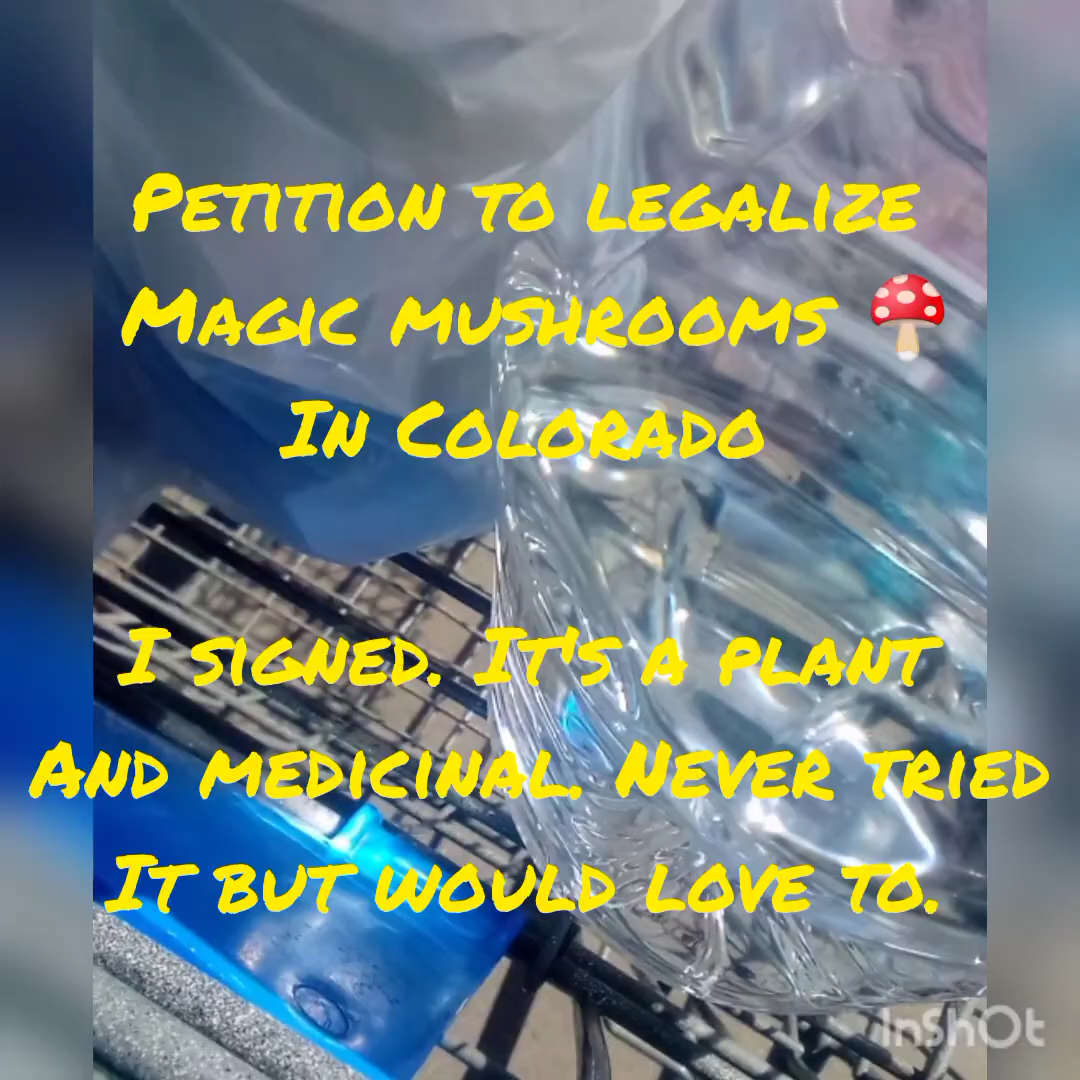 Petition to legalize
Magic mushrooms 🍄
In Colorado
I signed. It's a plant
And medicinal. Never tried
It but would love to.
InShOt